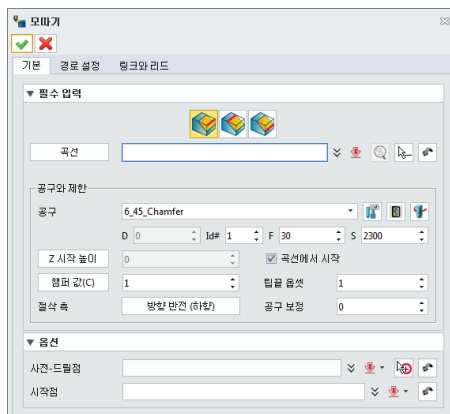 모따기
기본 경로 설정 링크와 리드
필수 입력
곡선
공구와 제한
공구 6_45_Chamfer
D 0 Id# 1 F 30 S 2300
Z 시작 높이 0 곡선에서 시작
챔퍼 값(C) 1 팁끝 옵셋 1
절삭 측 방향 반전 (하향) 공구 보정 0
옵션
사전-드릴점
시작점